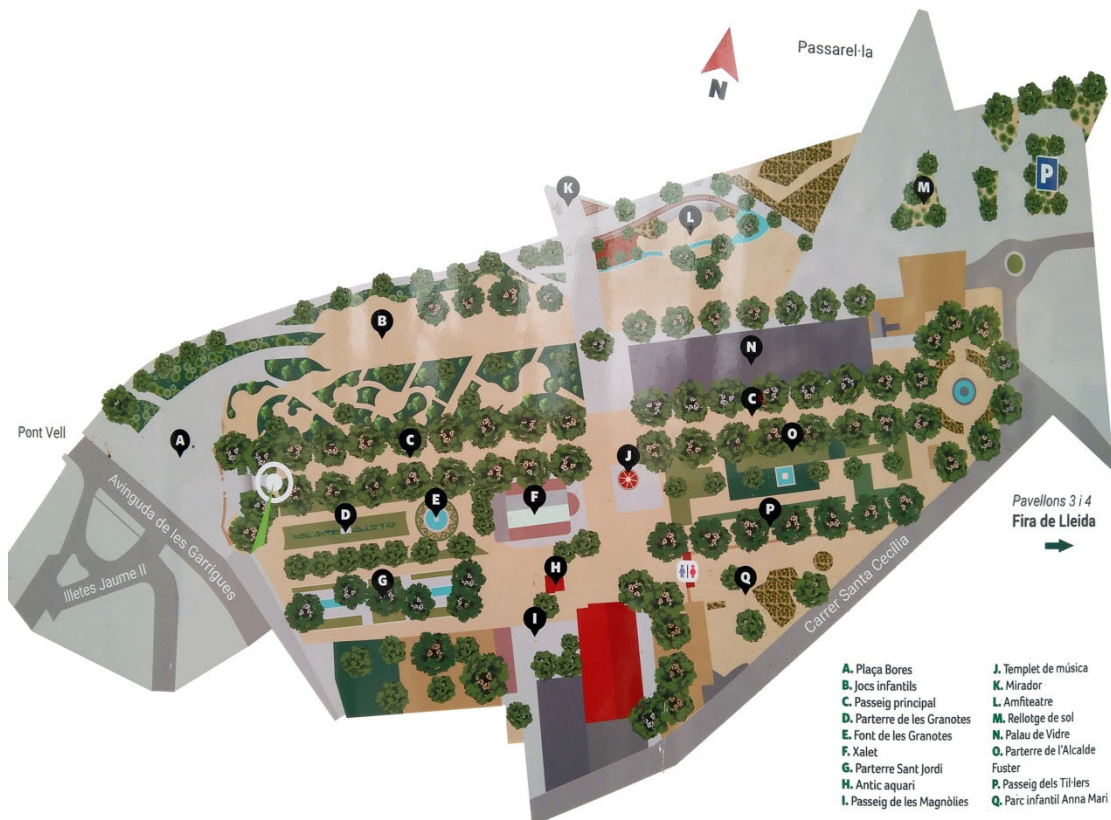 Passarel·la
N
P
K
M
L
B
N
Pont Vell
A
C
C
O
J
Avinguda de les Garrigues
D
E
F
P
Pavellons 3 i 4
Fira de Lleida
Illetes Jaume II
G
H
Q
I
Carrer Santa Cecília
A. Plaça Bores
B. Jocs infantils
C. Passeig principal
D. Parterre de les Granotes
E. Font de les Granotes
F. Xalet
G. Parterre Sant Jordi
H. Antic aquari
I. Passeig de les Magnòlies
J. Templet de música
K. Mirador
L. Amfiteatre
M. Rellotge de sol
N. Palau de Vidre
O. Parterre de l'Alcalde
Fuster
P. Passeig dels Til·lers
Q. Parc infantil Anna Mari